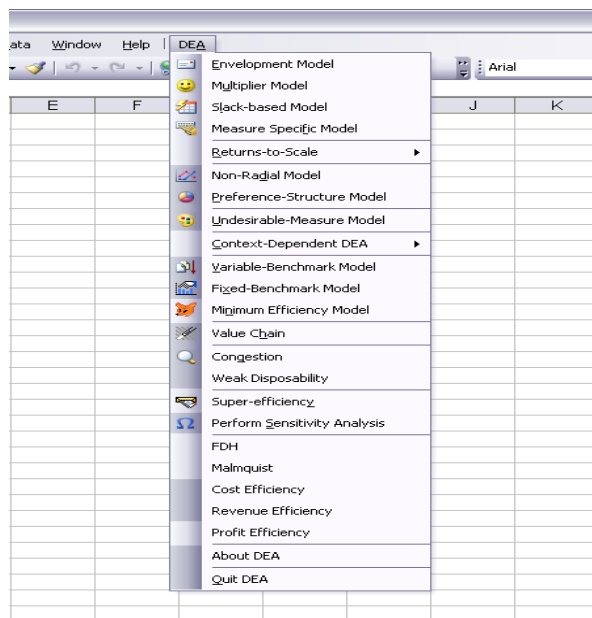 ata Window Help DEA
Arial
E F J K
Envelopment Model
Multiplier Model
Slack-based Model
Measure Specific Model
Returns-to-Scale
Non-Radial Model
Preference-Structure Model
Undesirable-Measure Model
Context-Dependent DEA
Variable-Benchmark Model
Fixed-Benchmark Model
Minimum Efficiency Model
Value Chain
Congestion
Weak Disposability
Super-efficiency
Perform Sensitivity Analysis
FDH
Malmquist
Cost Efficiency
Revenue Efficiency
Profit Efficiency
About DEA
Quit DEA